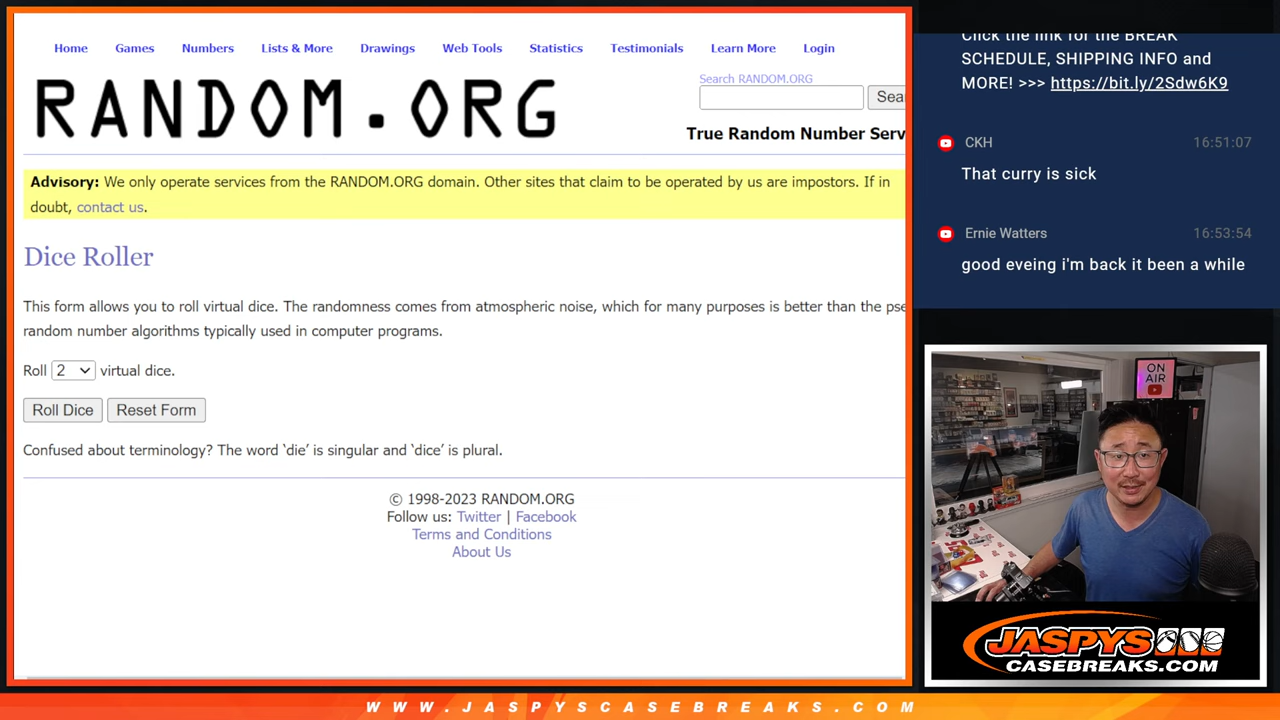 Home Games Numbers Lists & More Drawings Web Tools Statistics Testimonials Learn More Login
RANDOM.ORG
Search RANDOM.ORG
Sea
True Random Number Serv
Advisory: We only operate services from the RANDOM.ORG domain. Other sites that claim to be operated by us are impostors. If in
doubt, contact us.
Dice Roller
This form allows you to roll virtual dice. The randomness comes from atmospheric noise, which for many purposes is better than the pse
random number algorithms typically used in computer programs.
Roll 2 virtual dice.
Roll Dice Reset Form
Confused about terminology? The word ‘die’ is singular and ‘dice’ is plural.
© 1998-2023 RANDOM.ORG
Follow us: Twitter | Facebook
Terms and Conditions
About Us
Click the link for the BREAK
SCHEDULE, SHIPPING INFO and
MORE! >>> https://bit.ly/2Sdw6K9
CKH 16:51:07
That curry is sick
Ernie Watters 16:53:54
good eveing i'm back it been a while
ON
AIR
JASPYS
CASEBREAKS.COM
WWW.JASPYSCASEBREAKS.COM